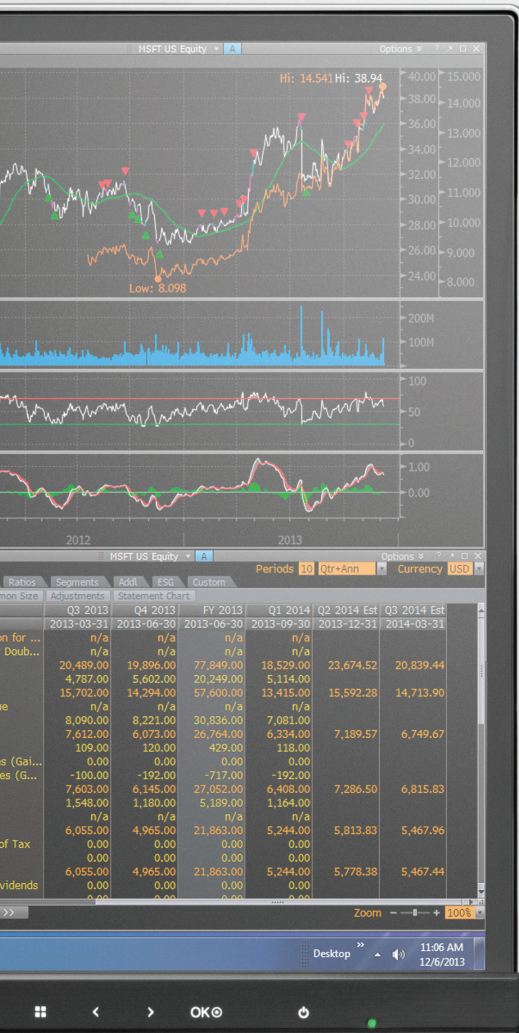 MSFT US Equity A Options ?
Hi: 14.541 Hi: 38.94
40.00 15.000
38.00 14.000
36.00 13.000
34.00 12.000
32.00 11.000
30.00 10.000
28.00 9.000
26.00 8.000
24.00
Low: 8.098
200M
100M
100
50
0
1.00
0.00
2012 2013
MSFT US Equity A Options ?
Periods 10 Qtr+Ann Currency USD
Ratios Segments Addl ESG Custom
mon Size Adjustments Statement Chart
Q3 2013 Q4 2013 FY 2013 Q1 2014 Q2 2014 Est Q3 2014 Est
2013-03-31 2013-06-30 2013-06-30 2013-09-30 2013-12-31 2014-03-31
on for ... n/a n/a n/a n/a
Doub... n/a n/a n/a n/a
20,489.00 19,896.00 77,849.00 18,529.00 23,674.52 20,839.44
4,787.00 5,602.00 20,249.00 5,114.00
15,702.00 14,294.00 57,600.00 13,415.00 15,592.28 14,713.90
ue n/a n/a n/a n/a
8,090.00 8,221.00 30,836.00 7,081.00
7,612.00 6,073.00 26,764.00 6,334.00 7,189.57 6,749.67
109.00 120.00 429.00 118.00
s (Gai... 0.00 0.00 0.00 0.00
es (G... -100.00 -192.00 -717.00 -192.00
7,603.00 6,145.00 27,052.00 6,408.00 7,286.50 6,815.83
1,548.00 1,180.00 5,189.00 1,164.00
n/a n/a n/a n/a
6,055.00 4,965.00 21,863.00 5,244.00 5,813.83 5,467.96
of Tax 0.00 0.00 0.00 0.00
0.00 0.00 0.00 0.00
6,055.00 4,965.00 21,863.00 5,244.00 5,778.38 5,467.44
vidends 0.00 0.00 0.00 0.00
0.00 0.00 0.00 0.00
>> Zoom - + 100%
Desktop » 11:06 AM
12/6/2013
OK